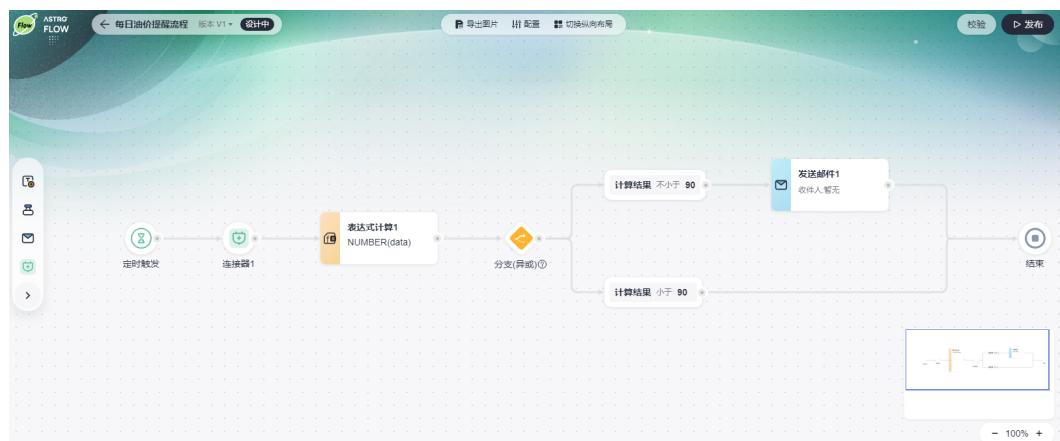 Flow
ASTRO
FLOW
每日油价提醒流程 版本 V1 设计中
导出图片 配置 切换纵向布局
校验 发布
发送邮件1
收件人:暂无
计算结果 不小于 90
表达式计算1
NUMBER(data)
定时触发
连接器1
分支(异或)
结束
计算结果 小于 90
- 100% +